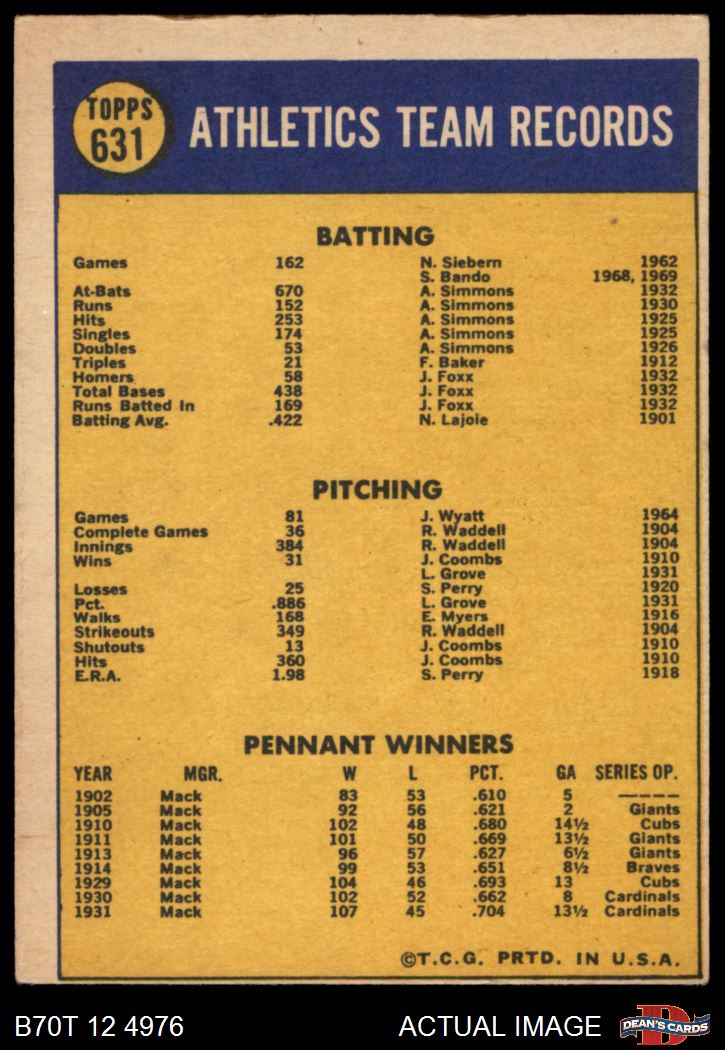 TOPPS
631
ATHLETICS TEAM RECORDS
BATTING
Games 162 N. Siebern 1962
S. Bando 1968, 1969
At-Bats 670 A. Simmons 1932
Runs 152 A. Simmons 1930
Hits 253 A. Simmons 1925
Singles 174 A. Simmons 1925
Doubles 53 A. Simmons 1926
Triples 21 F. Baker 1912
Homers 58 J. Foxx 1932
Total Bases 438 J. Foxx 1932
Runs Batted In 169 J. Foxx 1932
Batting Avg. .422 N. Lajoie 1901
PITCHING
Games 81 J. Wyatt 1964
Complete Games 36 R. Waddell 1904
Innings 384 R. Waddell 1904
Wins 31 J. Coombs 1910
L. Grove 1931
Losses 25 S. Perry 1920
Pct. .886 L. Grove 1931
Walks 168 E. Myers 1916
Strikeouts 349 R. Waddell 1904
Shutouts 13 J. Coombs 1910
Hits 360 J. Coombs 1910
E.R.A. 1.98 S. Perry 1918
PENNANT WINNERS
YEAR MGR. W L PCT. GA SERIES OP.
1902 Mack 83 53 .610 5 -----
1905 Mack 92 56 .621 2 Giants
1910 Mack 102 48 .680 14½ Cubs
1911 Mack 101 50 .669 13½ Giants
1913 Mack 96 57 .627 6½ Giants
1914 Mack 99 53 .651 8½ Braves
1929 Mack 104 46 .693 13 Cubs
1930 Mack 102 52 .662 8 Cardinals
1931 Mack 107 45 .704 13½ Cardinals
©T.C.G. PRTD. IN U.S.A.
B70T 12 4976 ACTUAL IMAGE D DEAN'S CARDS